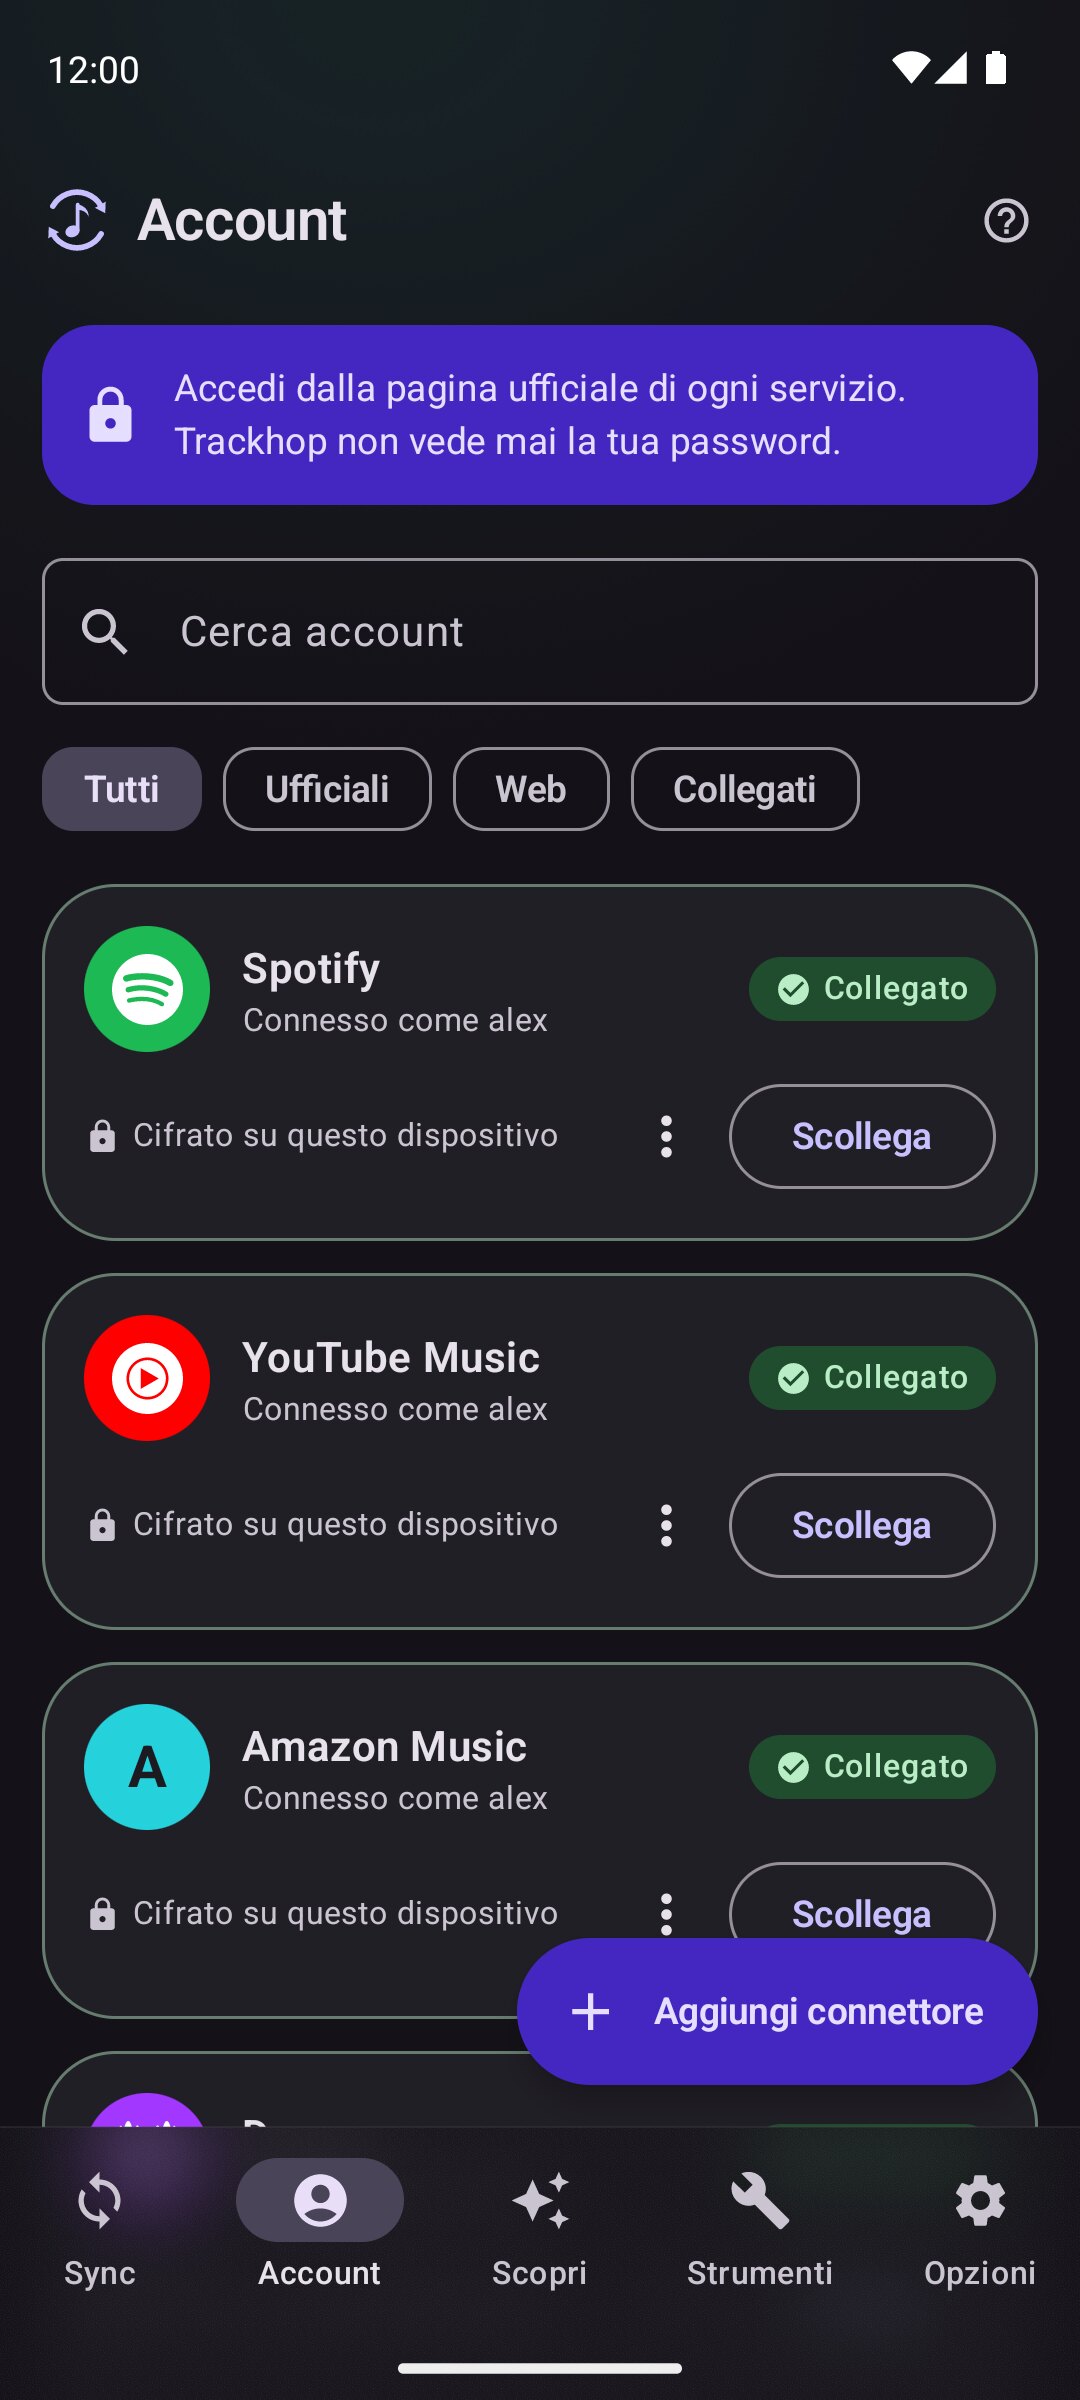 12:00
Account
Accedi dalla pagina ufficiale di ogni servizio.
Trackhop non vede mai la tua password.
Cerca account
Tutti
Ufficiali
Web
Collegati
Spotify
Connesso come alex
Collegato
Cifrato su questo dispositivo
Scollega
YouTube Music
Connesso come alex
Collegato
Cifrato su questo dispositivo
Scollega
A
Amazon Music
Connesso come alex
Collegato
Cifrato su questo dispositivo
Scollega
Aggiungi connettore
Sync
Account
Scopri
Strumenti
Opzioni